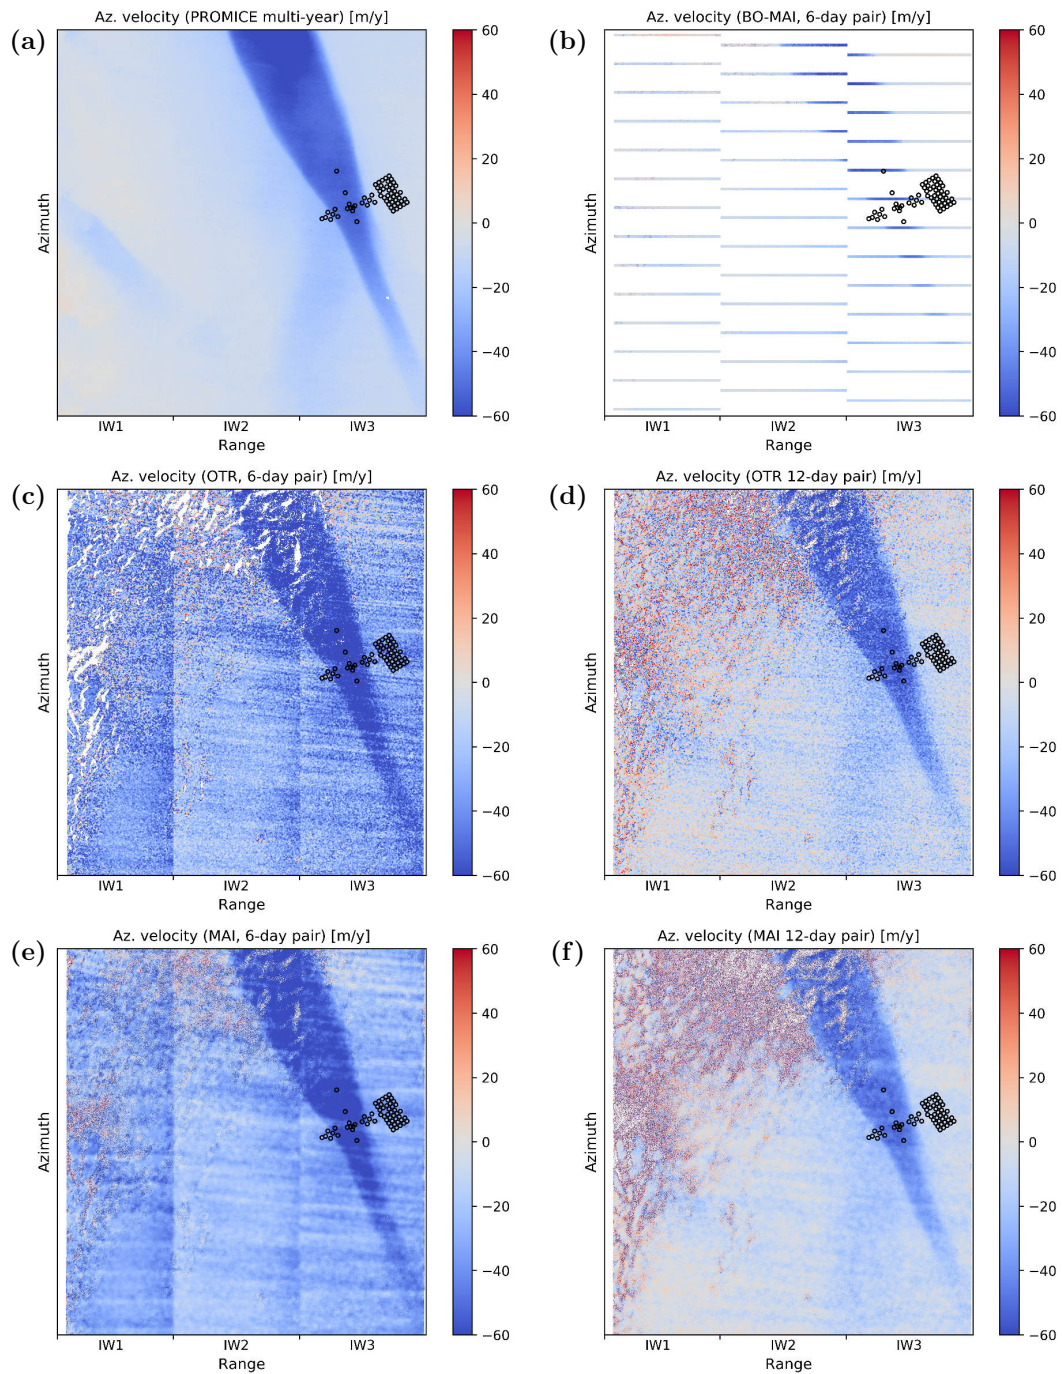 Az. velocity (PROMICE multi-year) [m/y]
(a)
Azimuth
IW1 IW2 IW3
Range
60
40
20
0
−20
−40
−60
Az. velocity (BO-MAI, 6-day pair) [m/y]
(b)
Azimuth
IW1 IW2 IW3
Range
60
40
20
0
−20
−40
−60
Az. velocity (OTR, 6-day pair) [m/y]
(c)
Azimuth
IW1 IW2 IW3
Range
60
40
20
0
−20
−40
−60
Az. velocity (OTR 12-day pair) [m/y]
(d)
Azimuth
IW1 IW2 IW3
Range
60
40
20
0
−20
−40
−60
Az. velocity (MAI, 6-day pair) [m/y]
(e)
Azimuth
IW1 IW2 IW3
Range
60
40
20
0
−20
−40
−60
Az. velocity (MAI 12-day pair) [m/y]
(f)
Azimuth
IW1 IW2 IW3
Range
60
40
20
0
−20
−40
−60